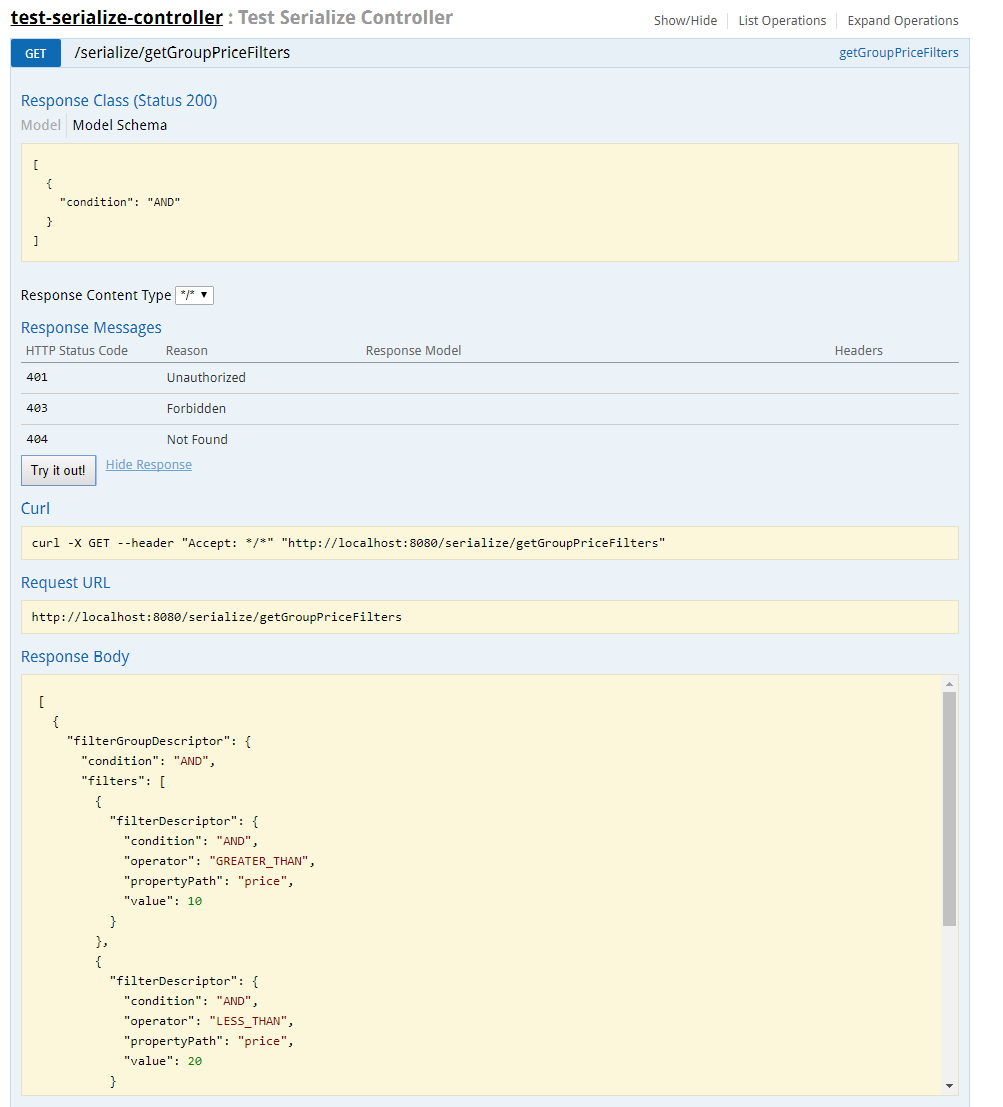 test-serialize-controller : Test Serialize Controller
Show/Hide List Operations Expand Operations
GET /serialize/getGroupPriceFilters getGroupPriceFilters
Response Class (Status 200)
Model Model Schema
[
{
"condition": "AND"
}
]
Response Content Type */*
Response Messages
HTTP Status Code Reason Response Model Headers
401 Unauthorized
403 Forbidden
404 Not Found
Try it out! Hide Response
Curl
curl -X GET --header "Accept: */*" "http://localhost:8080/serialize/getGroupPriceFilters"
Request URL
http://localhost:8080/serialize/getGroupPriceFilters
Response Body
[
{
"filterGroupDescriptor": {
"condition": "AND",
"filters": [
{
"filterDescriptor": {
"condition": "AND",
"operator": "GREATER_THAN",
"propertyPath": "price",
"value": 10
}
},
{
"filterDescriptor": {
"condition": "AND",
"operator": "LESS_THAN",
"propertyPath": "price",
"value": 20
}